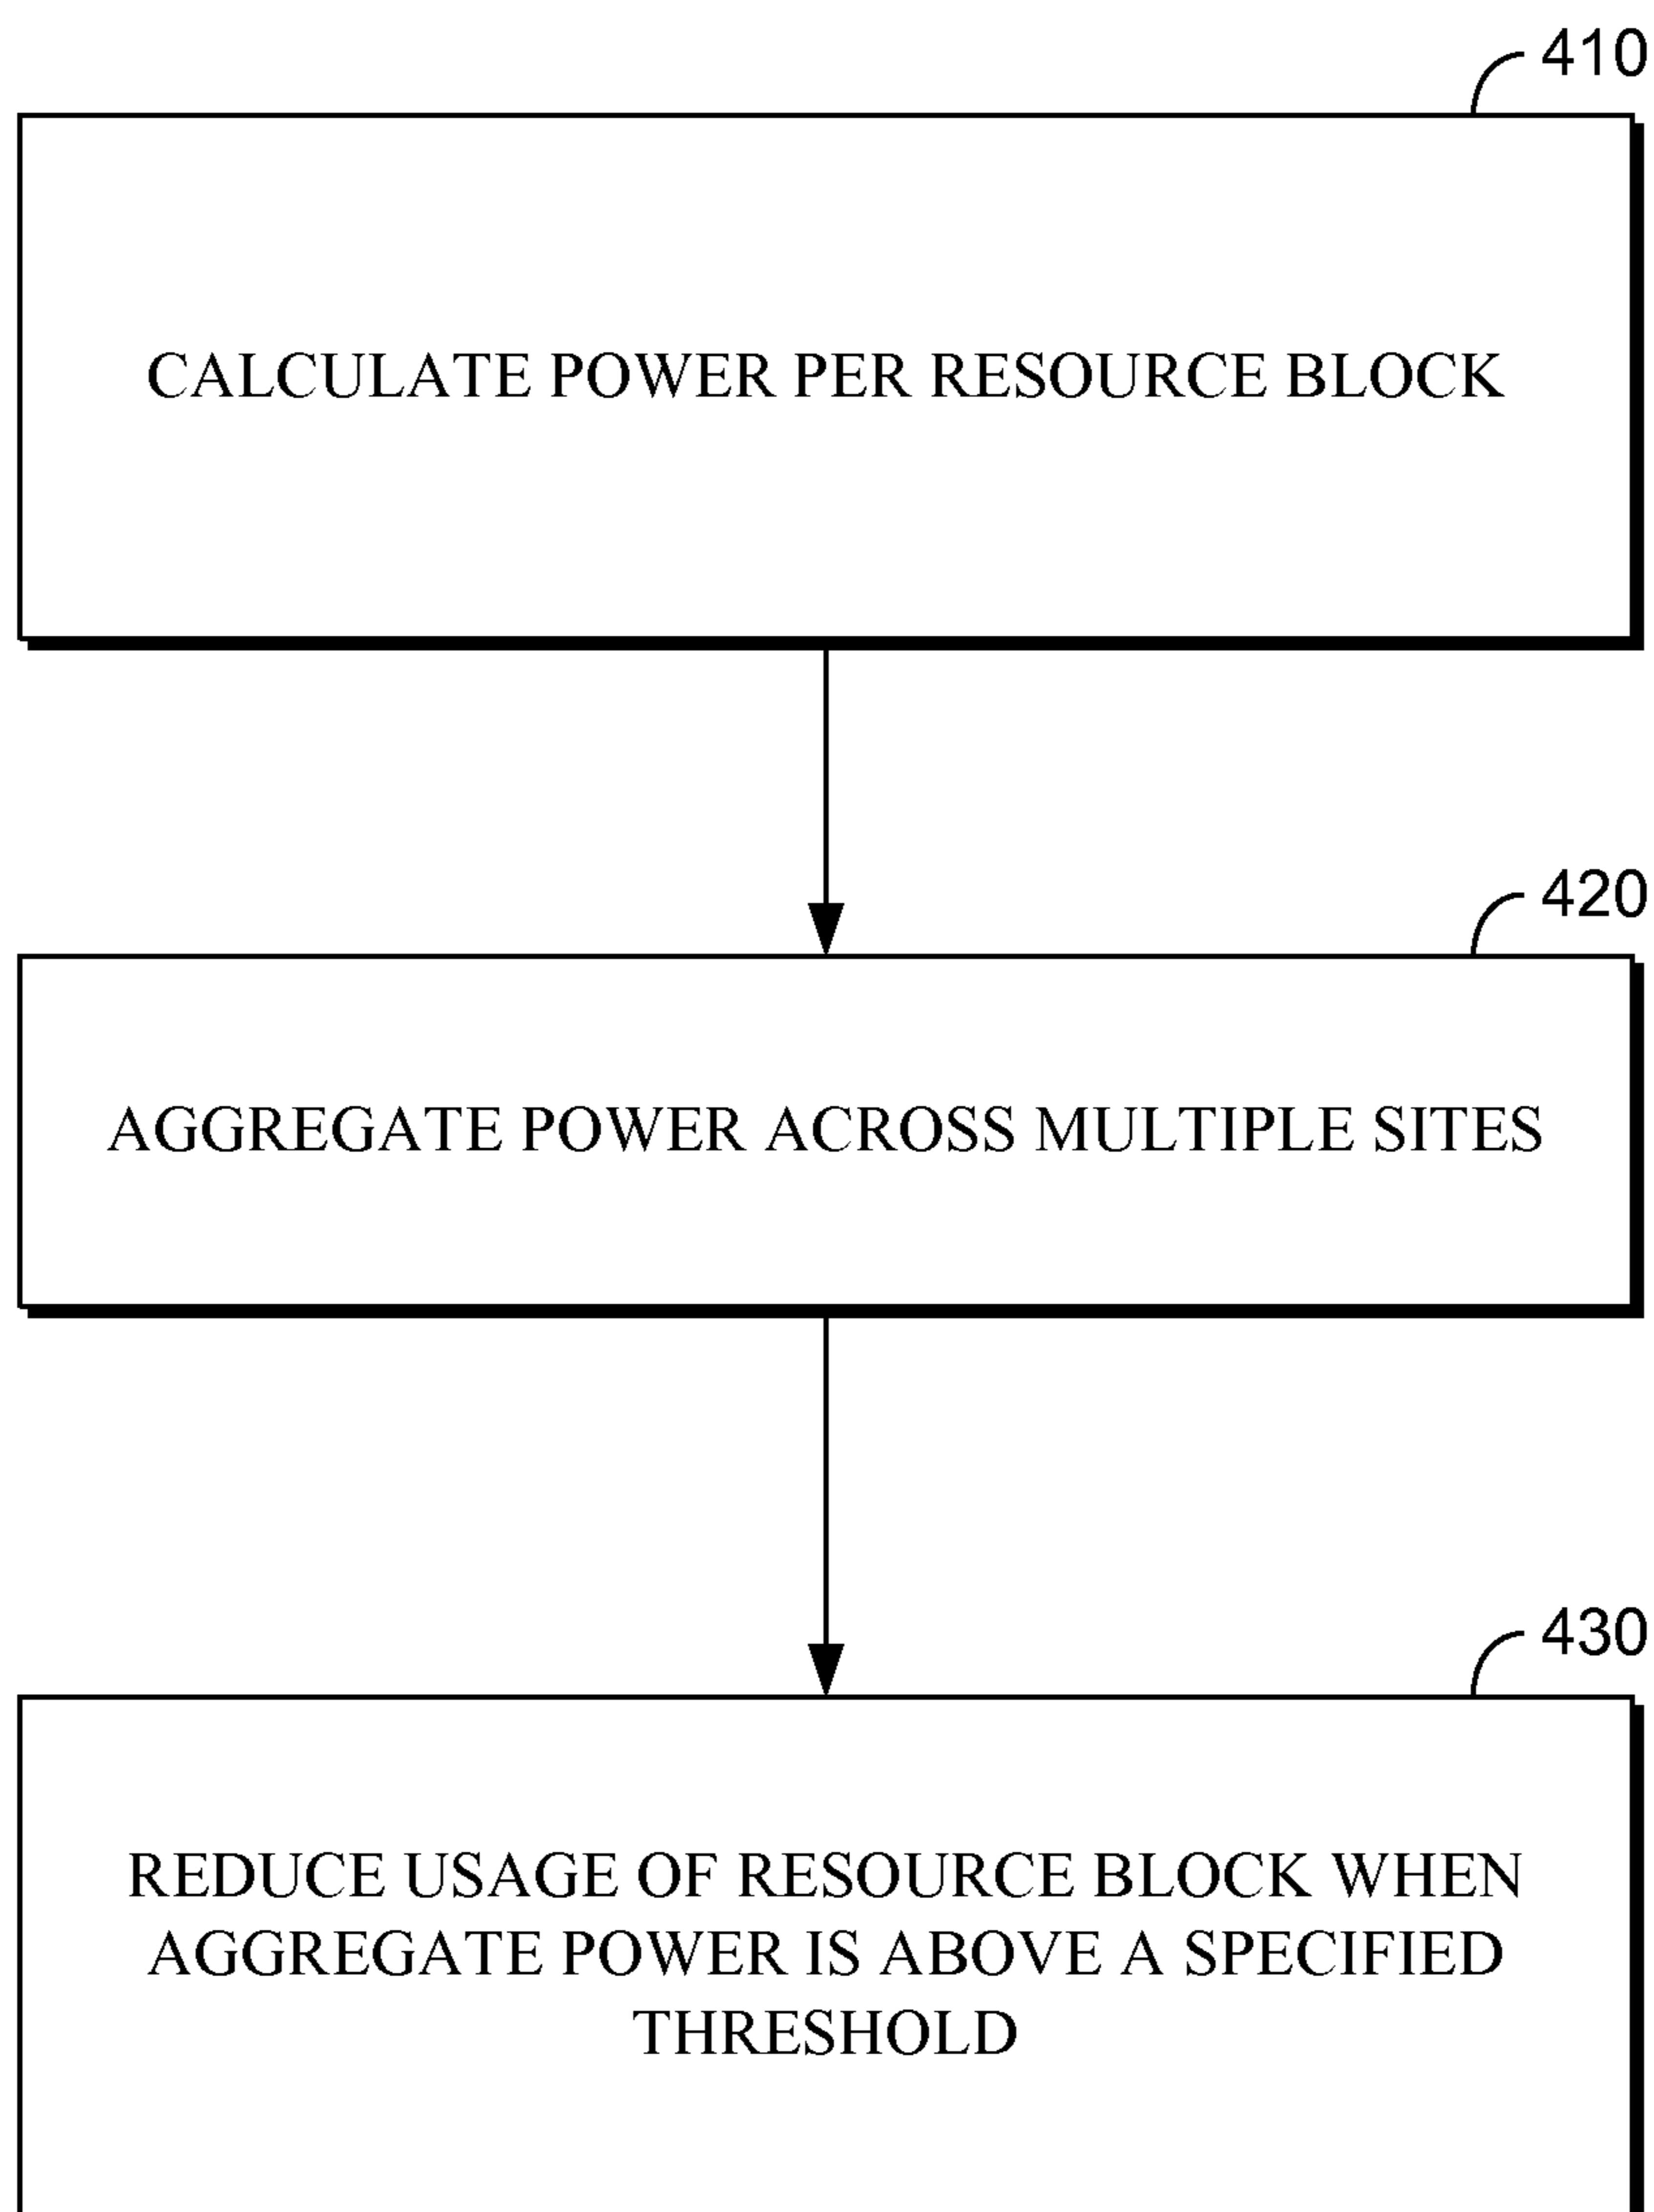 410
CALCULATE POWER PER RESOURCE BLOCK
420
AGGREGATE POWER ACROSS MULTIPLE SITES
430
REDUCE USAGE OF RESOURCE BLOCK WHEN
AGGREGATE POWER IS ABOVE A SPECIFIED
THRESHOLD